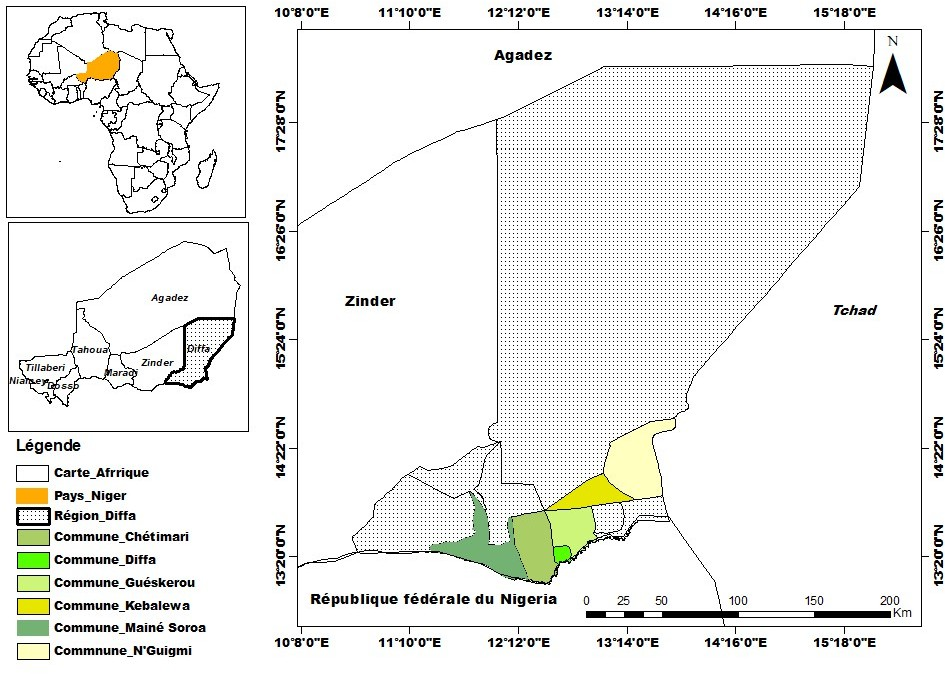 10°8'0"E 11°10'0"E 12°12'0"E 13°14'0"E 14°16'0"E 15°18'0"E
Agadez
N
17°28'0"N 17°28'0"N
16°26'0"N 16°26'0"N
Zinder
Tchad
15°24'0"N 15°24'0"N
14°22'0"N 14°22'0"N
13°20'0"N 13°20'0"N
République fédérale du Nigeria
0 25 50 100 150 200
Km
10°8'0"E 11°10'0"E 12°12'0"E 13°14'0"E 14°16'0"E 15°18'0"E
Agadez
Tahoua
Diffa
Zinder
Tillaberi
Maradi
Niamey
Dosso
Légende
Carte_Afrrique
Pays_Niger
Région_Diffa
Commune_Chétimari
Commune_Diffa
Commune_Guéskerou
Commune_Kebalewa
Commune_Mainé Soroa
Commnune_N'Guigmi